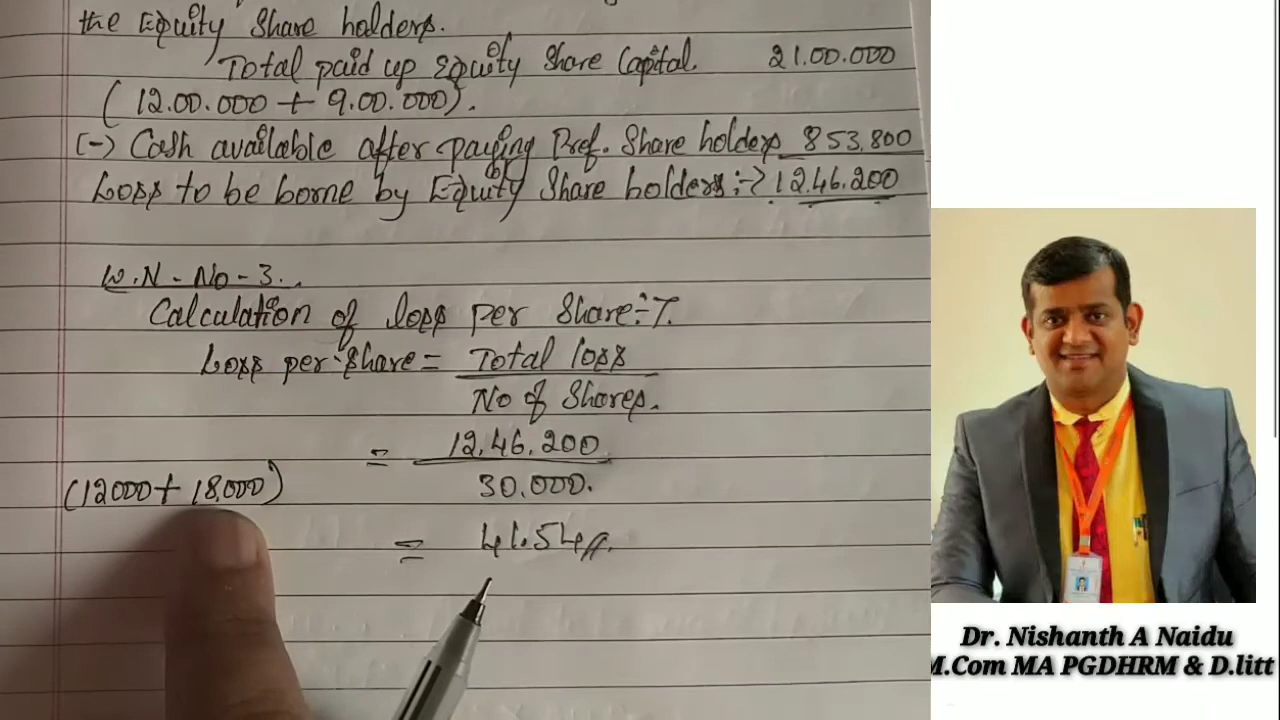 the Equity Share holders.
Total paid up Equity Share Capital. 21.00.000
(12.00.000 + 9.00.000).
(-) Cash available after paying Pref. Share holders 853.800
Loss to be borne by Equity Share holders:-> 12.46.200
W.N - No - 3.
Calculation of loss per Share:-
Loss per Share = Total loss
No of Shares.
= 12.46.200
(12000 + 18.000) 30.000.
= 41.54
Dr. Nishanth A Naidu
M.Com MA PGDHRM & D.litt